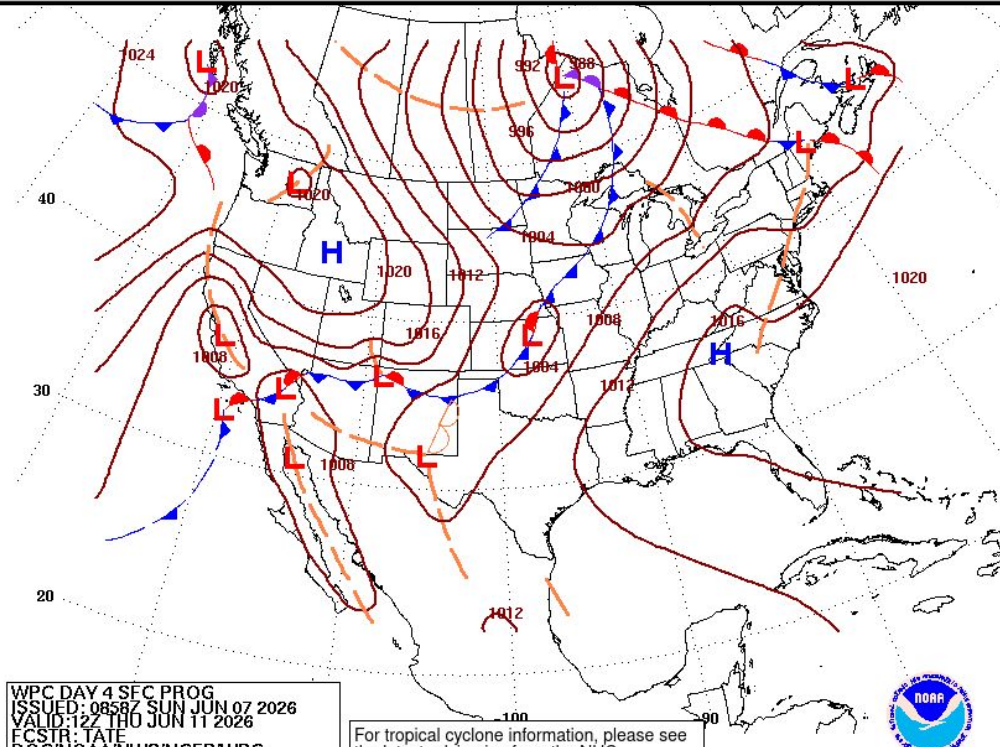 1024
L
1020
992
988
L
L
996
L
40
L
1020
1000
1004
H
1020
1012
1020
1016
1008
1016
L
1008
L
1004
H
30
L
L
L
1012
L
L
1008
20
1012
-100
-90
WPC DAY 4 SFC PROG
ISSUED: 0858Z SUN JUN 07 2026
VALID:12Z THU JUN 11 2026
FCSTR: TATE
For tropical cyclone information, please see
NOAA